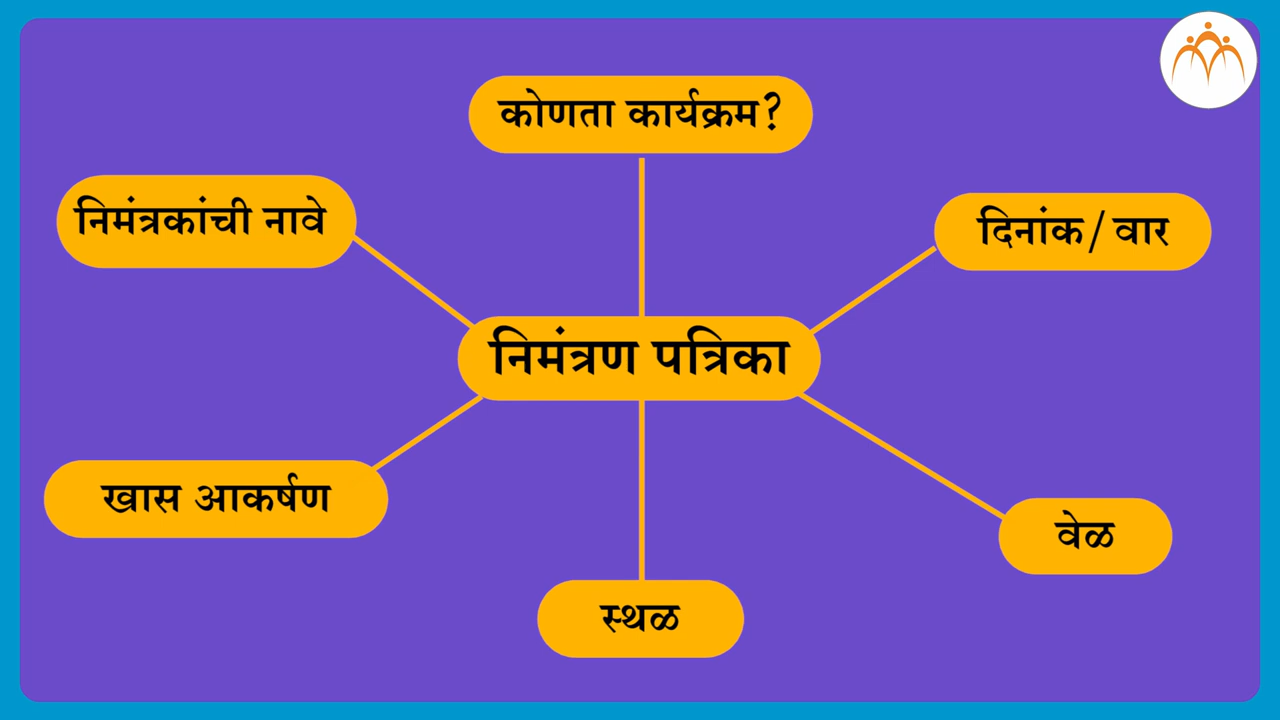 कोणता कार्यक्रम?
निमंत्रकांची नावे
दिनांक/ वार
निमंत्रण पत्रिका
खास आकर्षण
वेळ
स्थळ